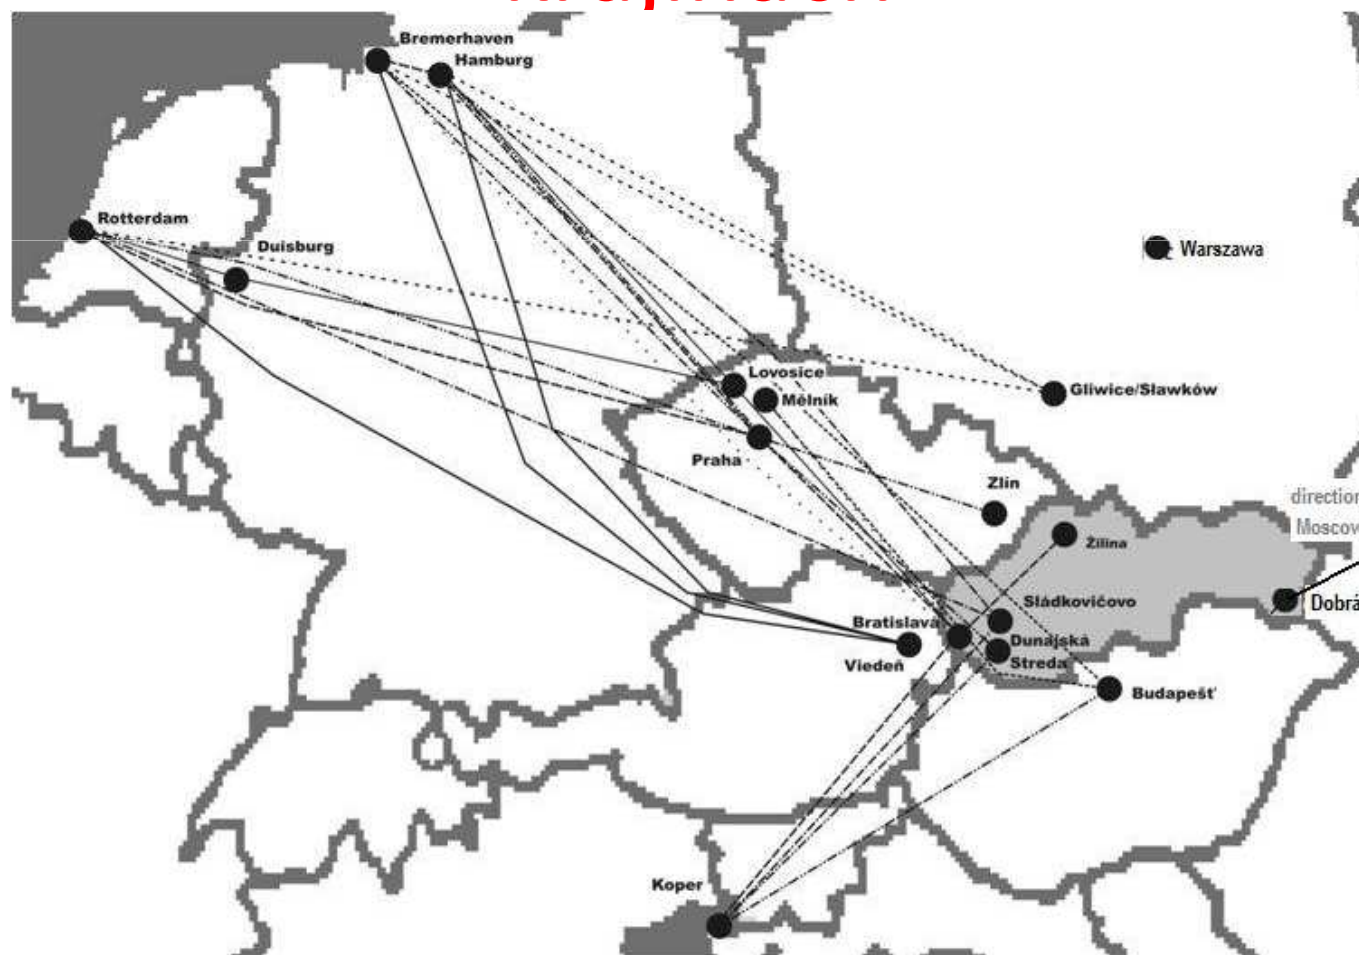 Bremerhaven
Hamburg
Rotterdam
Duisburg
Warszawa
Lovosice
Gliwice/Sławków
Mělník
Praha
Zlín
direction
Moscow
Žilina
Sládkovičovo
Dobrá
Bratislava
Dunajská
Streda
Viedeň
Budapešť
Koper